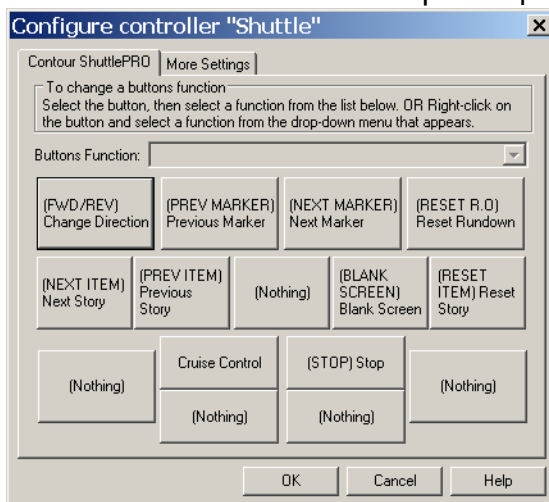 Configure controller "Shuttle"
Contour ShuttlePRO
More Settings
To change a buttons function
Select the button, then select a function from the list below. OR Right-click on
the button and select a function from the drop-down menu that appears.
Buttons Function:
(FWD/REV)
Change Direction
(PREV MARKER)
Previous Marker
(NEXT MARKER)
Next Marker
(RESET R.O)
Reset Rundown
(NEXT ITEM)
Next Story
(PREV ITEM)
Previous
Story
(Nothing)
(BLANK
SCREEN)
Blank Screen
(RESET
ITEM) Reset
Story
(Nothing)
Cruise Control
(STOP) Stop
(Nothing)
(Nothing)
(Nothing)
OK
Cancel
Help